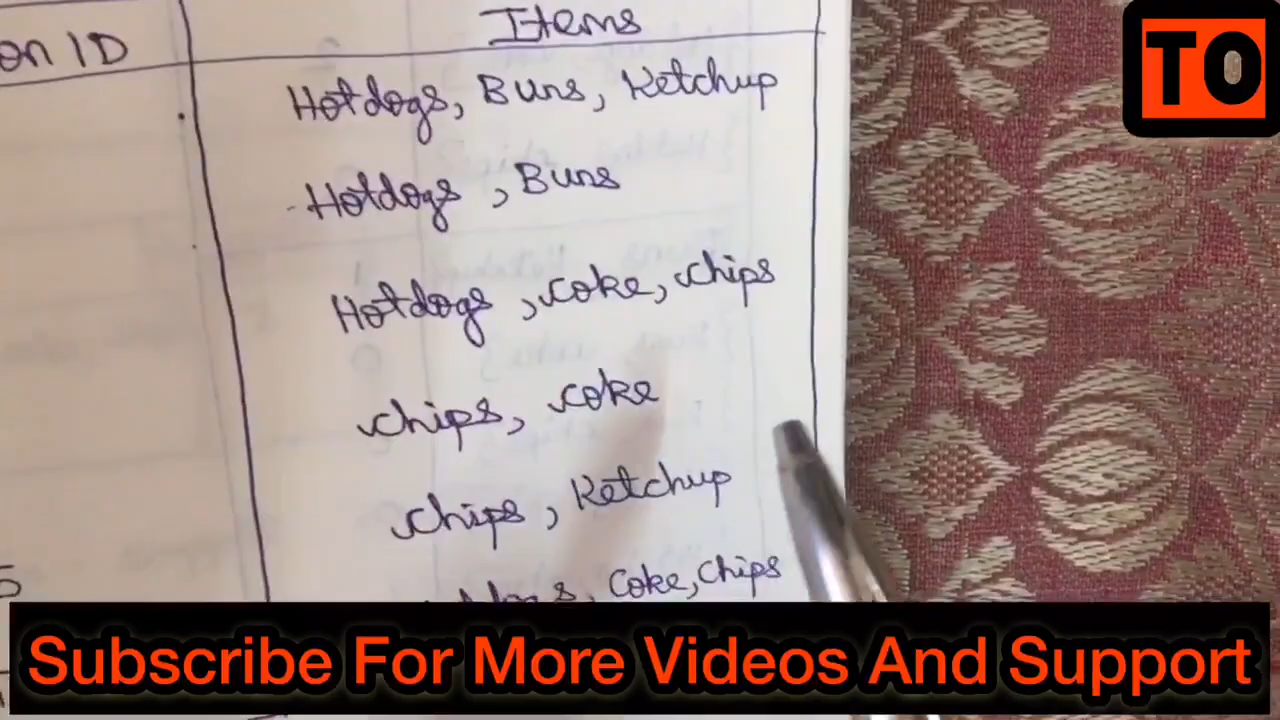 on ID Items
Hotdogs, Buns, Ketchup
Hotdogs, Buns
Hotdogs, coke, chips
chips, coke
chips, Ketchup
Coke, Chips
5
TO
Subscribe For More Videos And Support